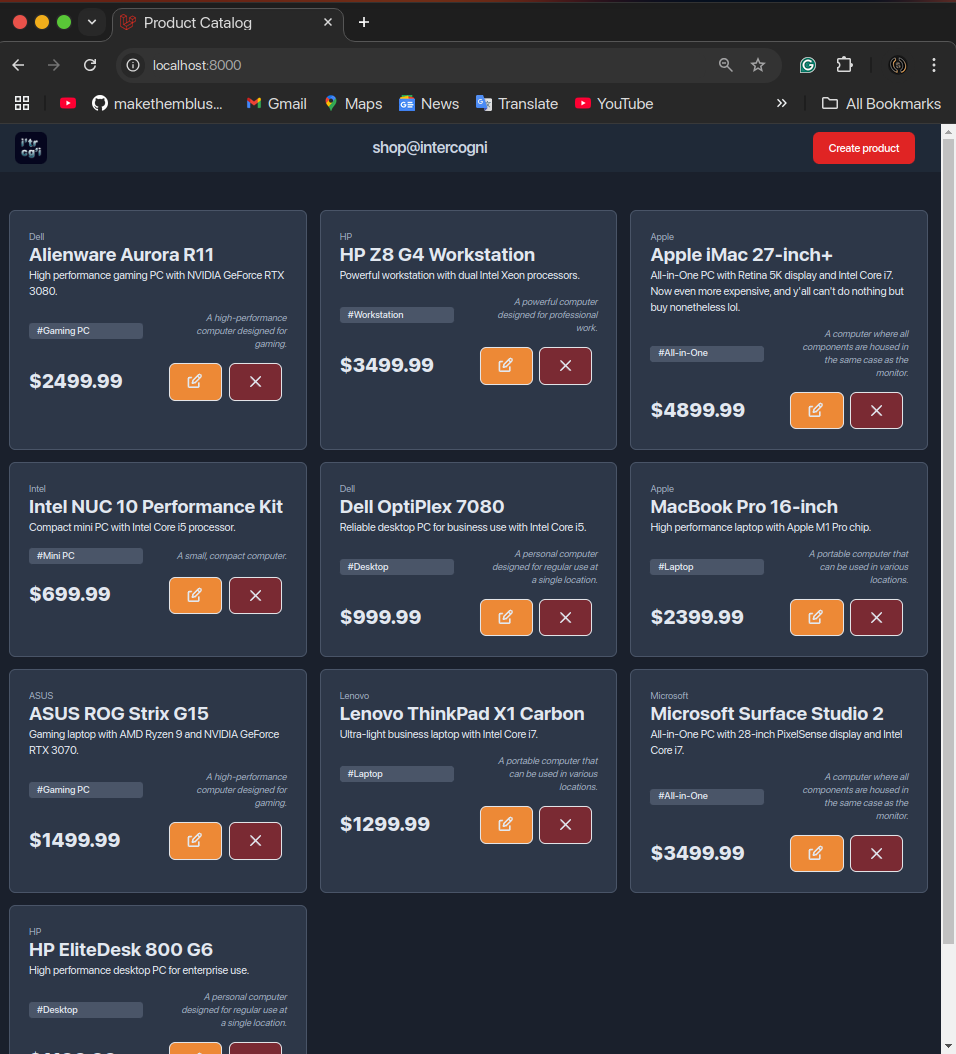 Product Catalog
localhost:8000
makethemblus...
Gmail
Maps
News
Translate
YouTube
All Bookmarks
i'tr
cg'i
shop@intercogni
Create product
Dell
Alienware Aurora R11
High performance gaming PC with NVIDIA GeForce RTX
3080.
#Gaming PC
A high-performance
computer designed for
gaming.
$2499.99
HP
HP Z8 G4 Workstation
Powerful workstation with dual Intel Xeon processors.
#Workstation
A powerful computer
designed for professional
work.
$3499.99
Apple
Apple iMac 27-inch+
All-in-One PC with Retina 5K display and Intel Core i7.
Now even more expensive, and y'all can't do nothing but
buy nonetheless lol.
#All-in-One
A computer where all
components are housed in
the same case as the
monitor.
$4899.99
Intel
Intel NUC 10 Performance Kit
Compact mini PC with Intel Core i5 processor.
#Mini PC
A small, compact computer.
$699.99
Dell
Dell OptiPlex 7080
Reliable desktop PC for business use with Intel Core i5.
#Desktop
A personal computer
designed for regular use at
a single location.
$999.99
Apple
MacBook Pro 16-inch
High performance laptop with Apple M1 Pro chip.
#Laptop
A portable computer that
can be used in various
locations.
$2399.99
ASUS
ASUS ROG Strix G15
Gaming laptop with AMD Ryzen 9 and NVIDIA GeForce
RTX 3070.
#Gaming PC
A high-performance
computer designed for
gaming.
$1499.99
Lenovo
Lenovo ThinkPad X1 Carbon
Ultra-light business laptop with Intel Core i7.
#Laptop
A portable computer that
can be used in various
locations.
$1299.99
Microsoft
Microsoft Surface Studio 2
All-in-One PC with 28-inch PixelSense display and Intel
Core i7.
#All-in-One
A computer where all
components are housed in
the same case as the
monitor.
$3499.99
HP
HP EliteDesk 800 G6
High performance desktop PC for enterprise use.
#Desktop
A personal computer
designed for regular use at
a single location.